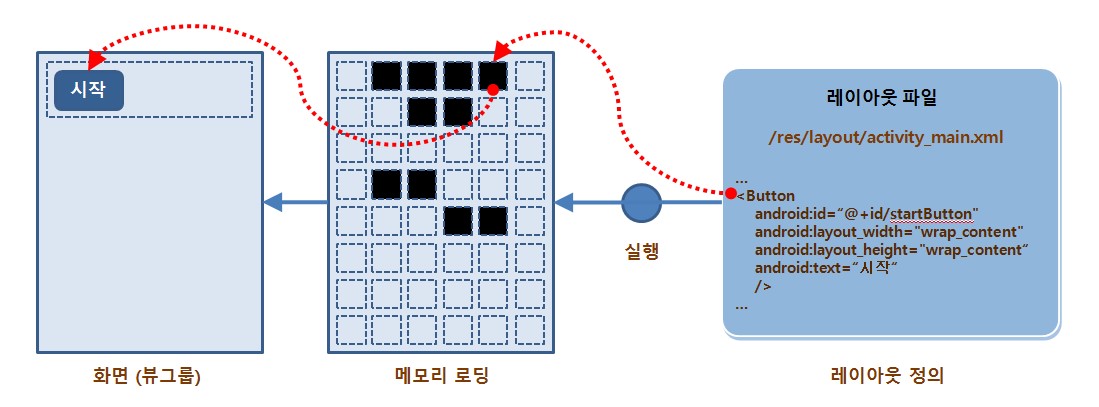 시작
레이아웃 파일
/res/layout/activity_main.xml
...
<Button
android:id="@+id/startButton"
android:layout_width="wrap_content"
android:layout_height="wrap_content"
android:text="시작"
/>
...
실행
화면 (뷰그룹)
메모리 로딩
레이아웃 정의